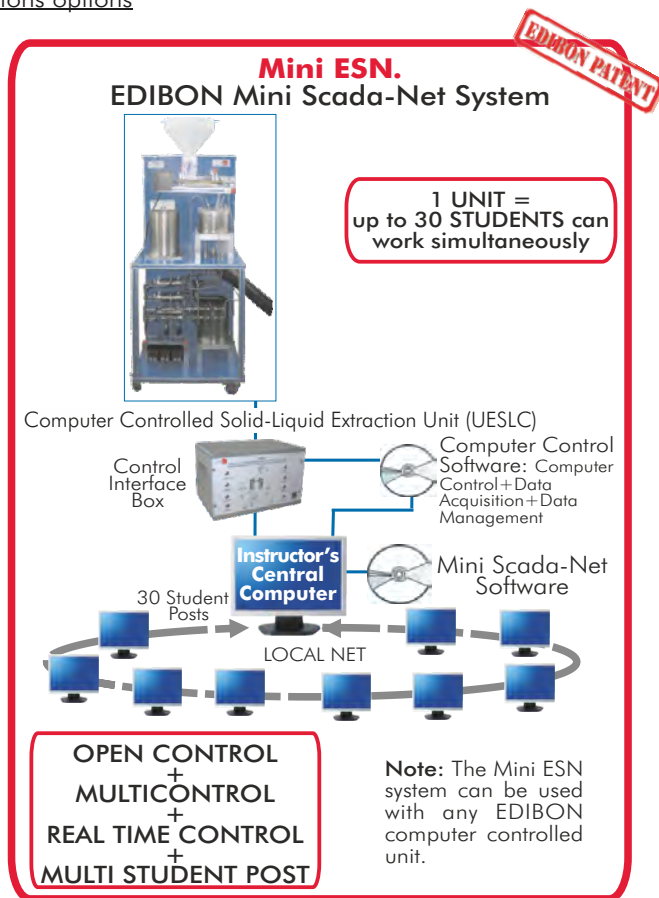 ons options
EDIBON PATENT
Mini ESN.
EDIBON Mini Scada-Net System
1 UNIT =
up to 30 STUDENTS can
work simultaneously
Computer Controlled Solid-Liquid Extraction Unit (UESLC)
Control
Interface
Box
Computer Control
Software: Computer
Control+Data
Acquisition+Data
Management
Instructor's
Central
Computer
Mini Scada-Net
Software
30 Student
Posts
LOCAL NET
OPEN CONTROL
+
MULTICONTROL
+
REAL TIME CONTROL
+
MULTI STUDENT POST
Note: The Mini ESN
system can be used
with any EDIBON
computer controlled
unit.